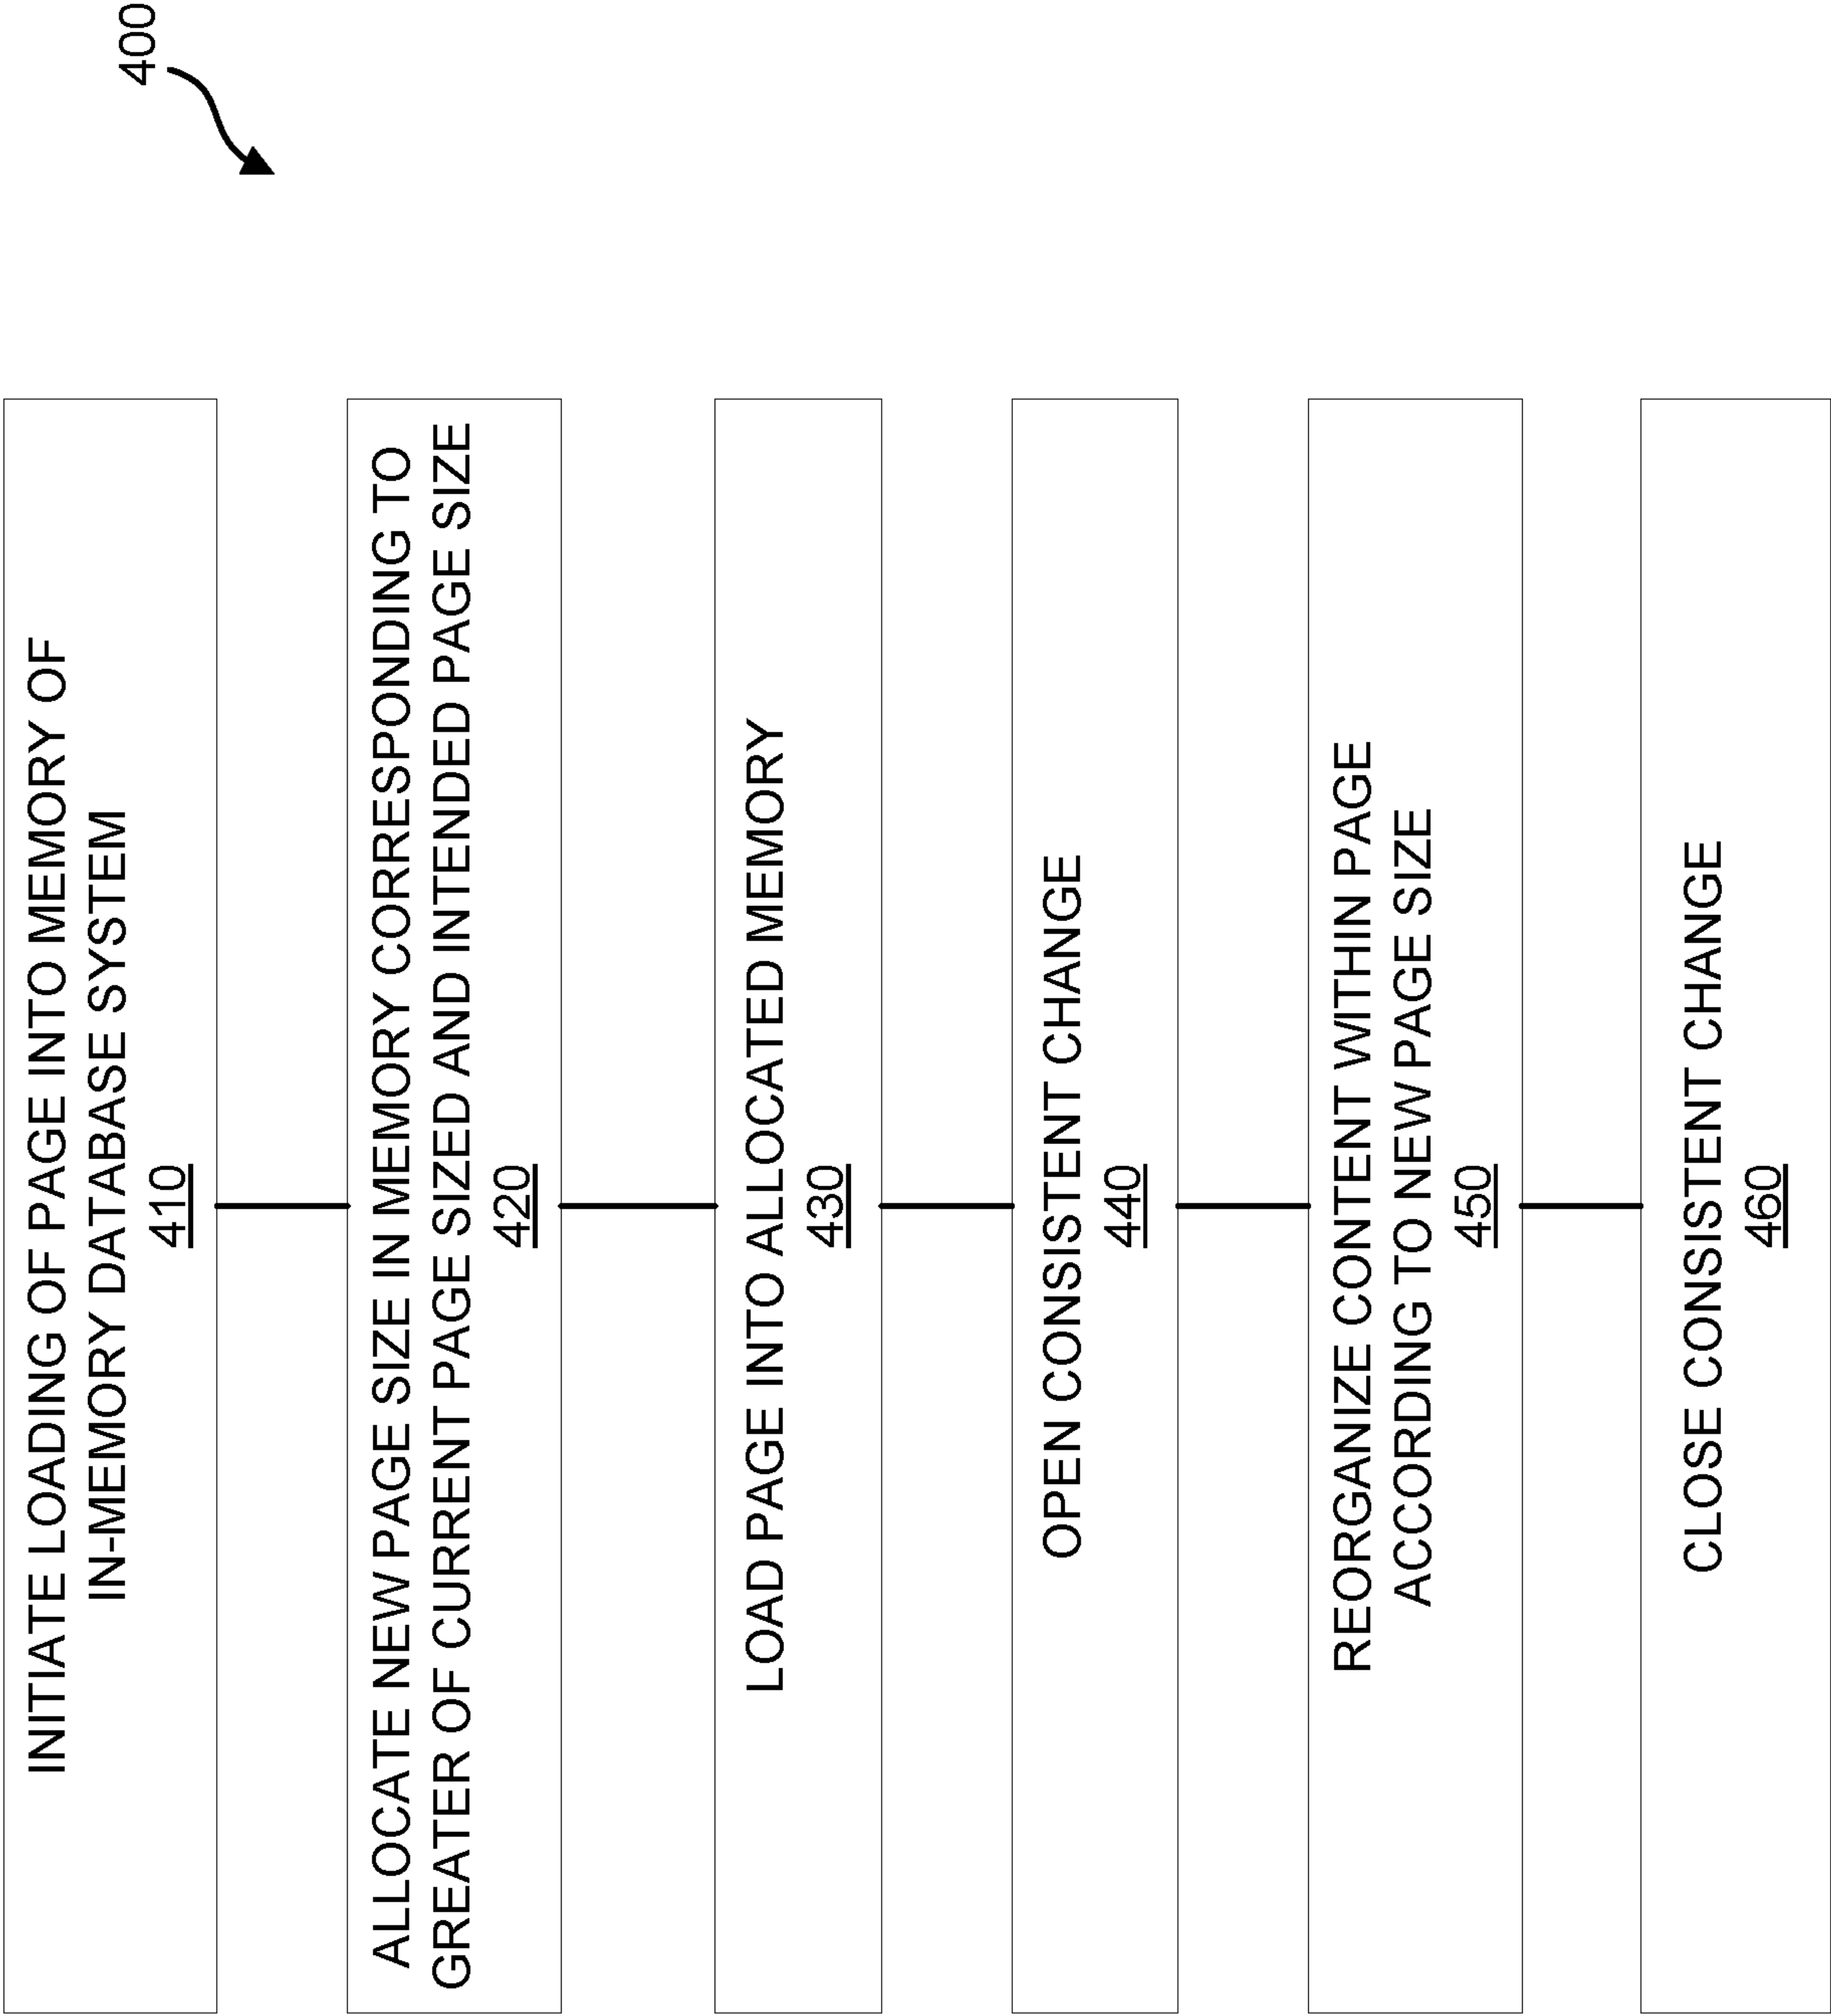 400
INITIATE LOADING OF PAGE INTO MEMORY OF
IN-MEMORY DATABASE SYSTEM
410
ALLOCATE NEW PAGE SIZE IN MEMORY CORRESPONDING TO
GREATER OF CURRENT PAGE SIZED AND INTENDED PAGE SIZE
420
LOAD PAGE INTO ALLOCATED MEMORY
430
OPEN CONSISTENT CHANGE
440
REORGANIZE CONTENT WITHIN PAGE
ACCORDING TO NEW PAGE SIZE
450
CLOSE CONSISTENT CHANGE
460